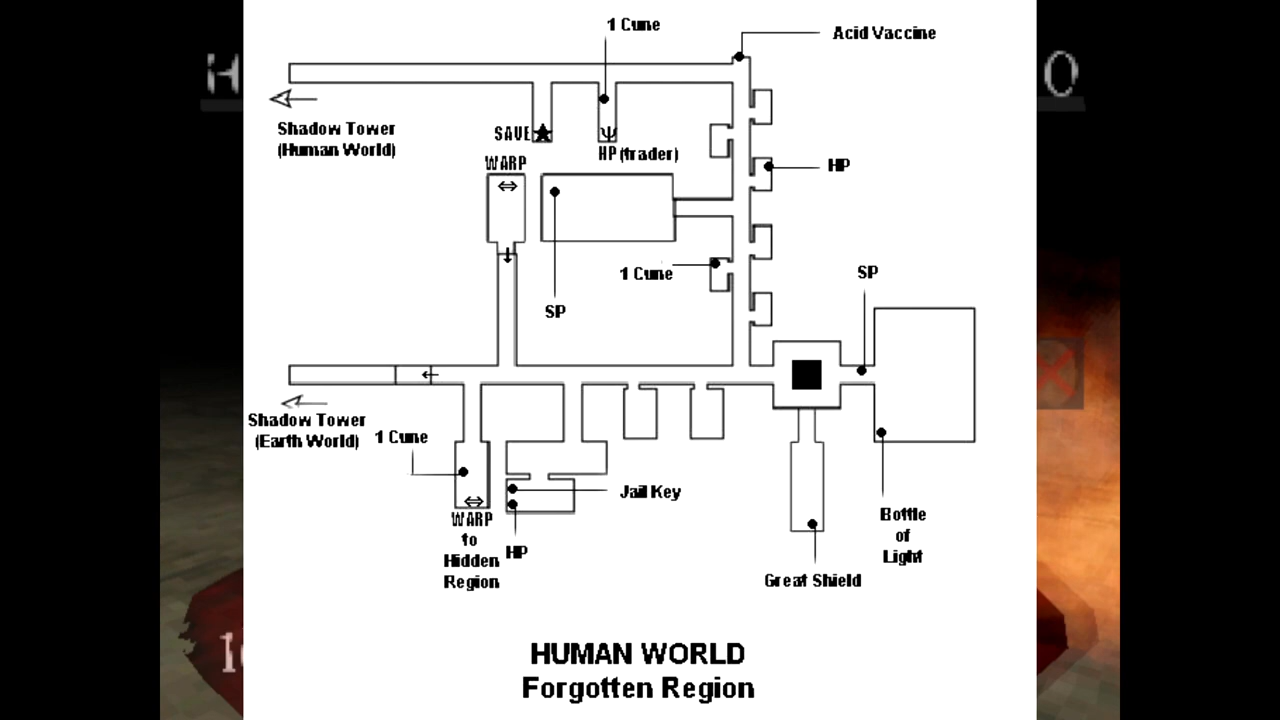 1 Cune
Acid Vaccine
H
O
Shadow Tower
(Human World)
SAVE
HP (trader)
WARP
HP
1 Cune
SP
SP
Shadow Tower
(Earth World)
1 Cune
Jail Key
WARP
to
Hidden
Region
HP
Bottle
of
Light
Great Shield
1
HUMAN WORLD
Forgotten Region